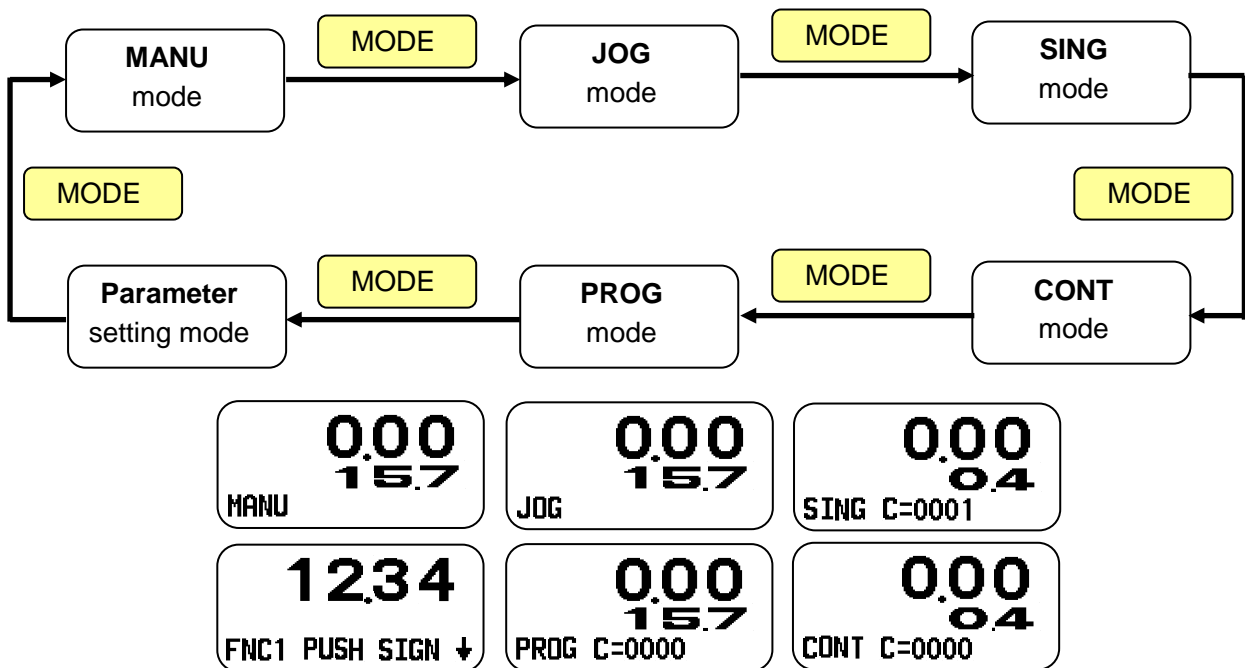 MANU
mode
MODE
JOG
mode
MODE
SING
mode
MODE
MODE
Parameter
setting mode
MODE
PROG
mode
MODE
CONT
mode
0.00
15.7
MANU
0.00
15.7
JOG
0.00
0.4
SING C=0001
12.34
FNC1 PUSH SIGN ↓
0.00
15.7
PROG C=0000
0.00
0.4
CONT C=0000